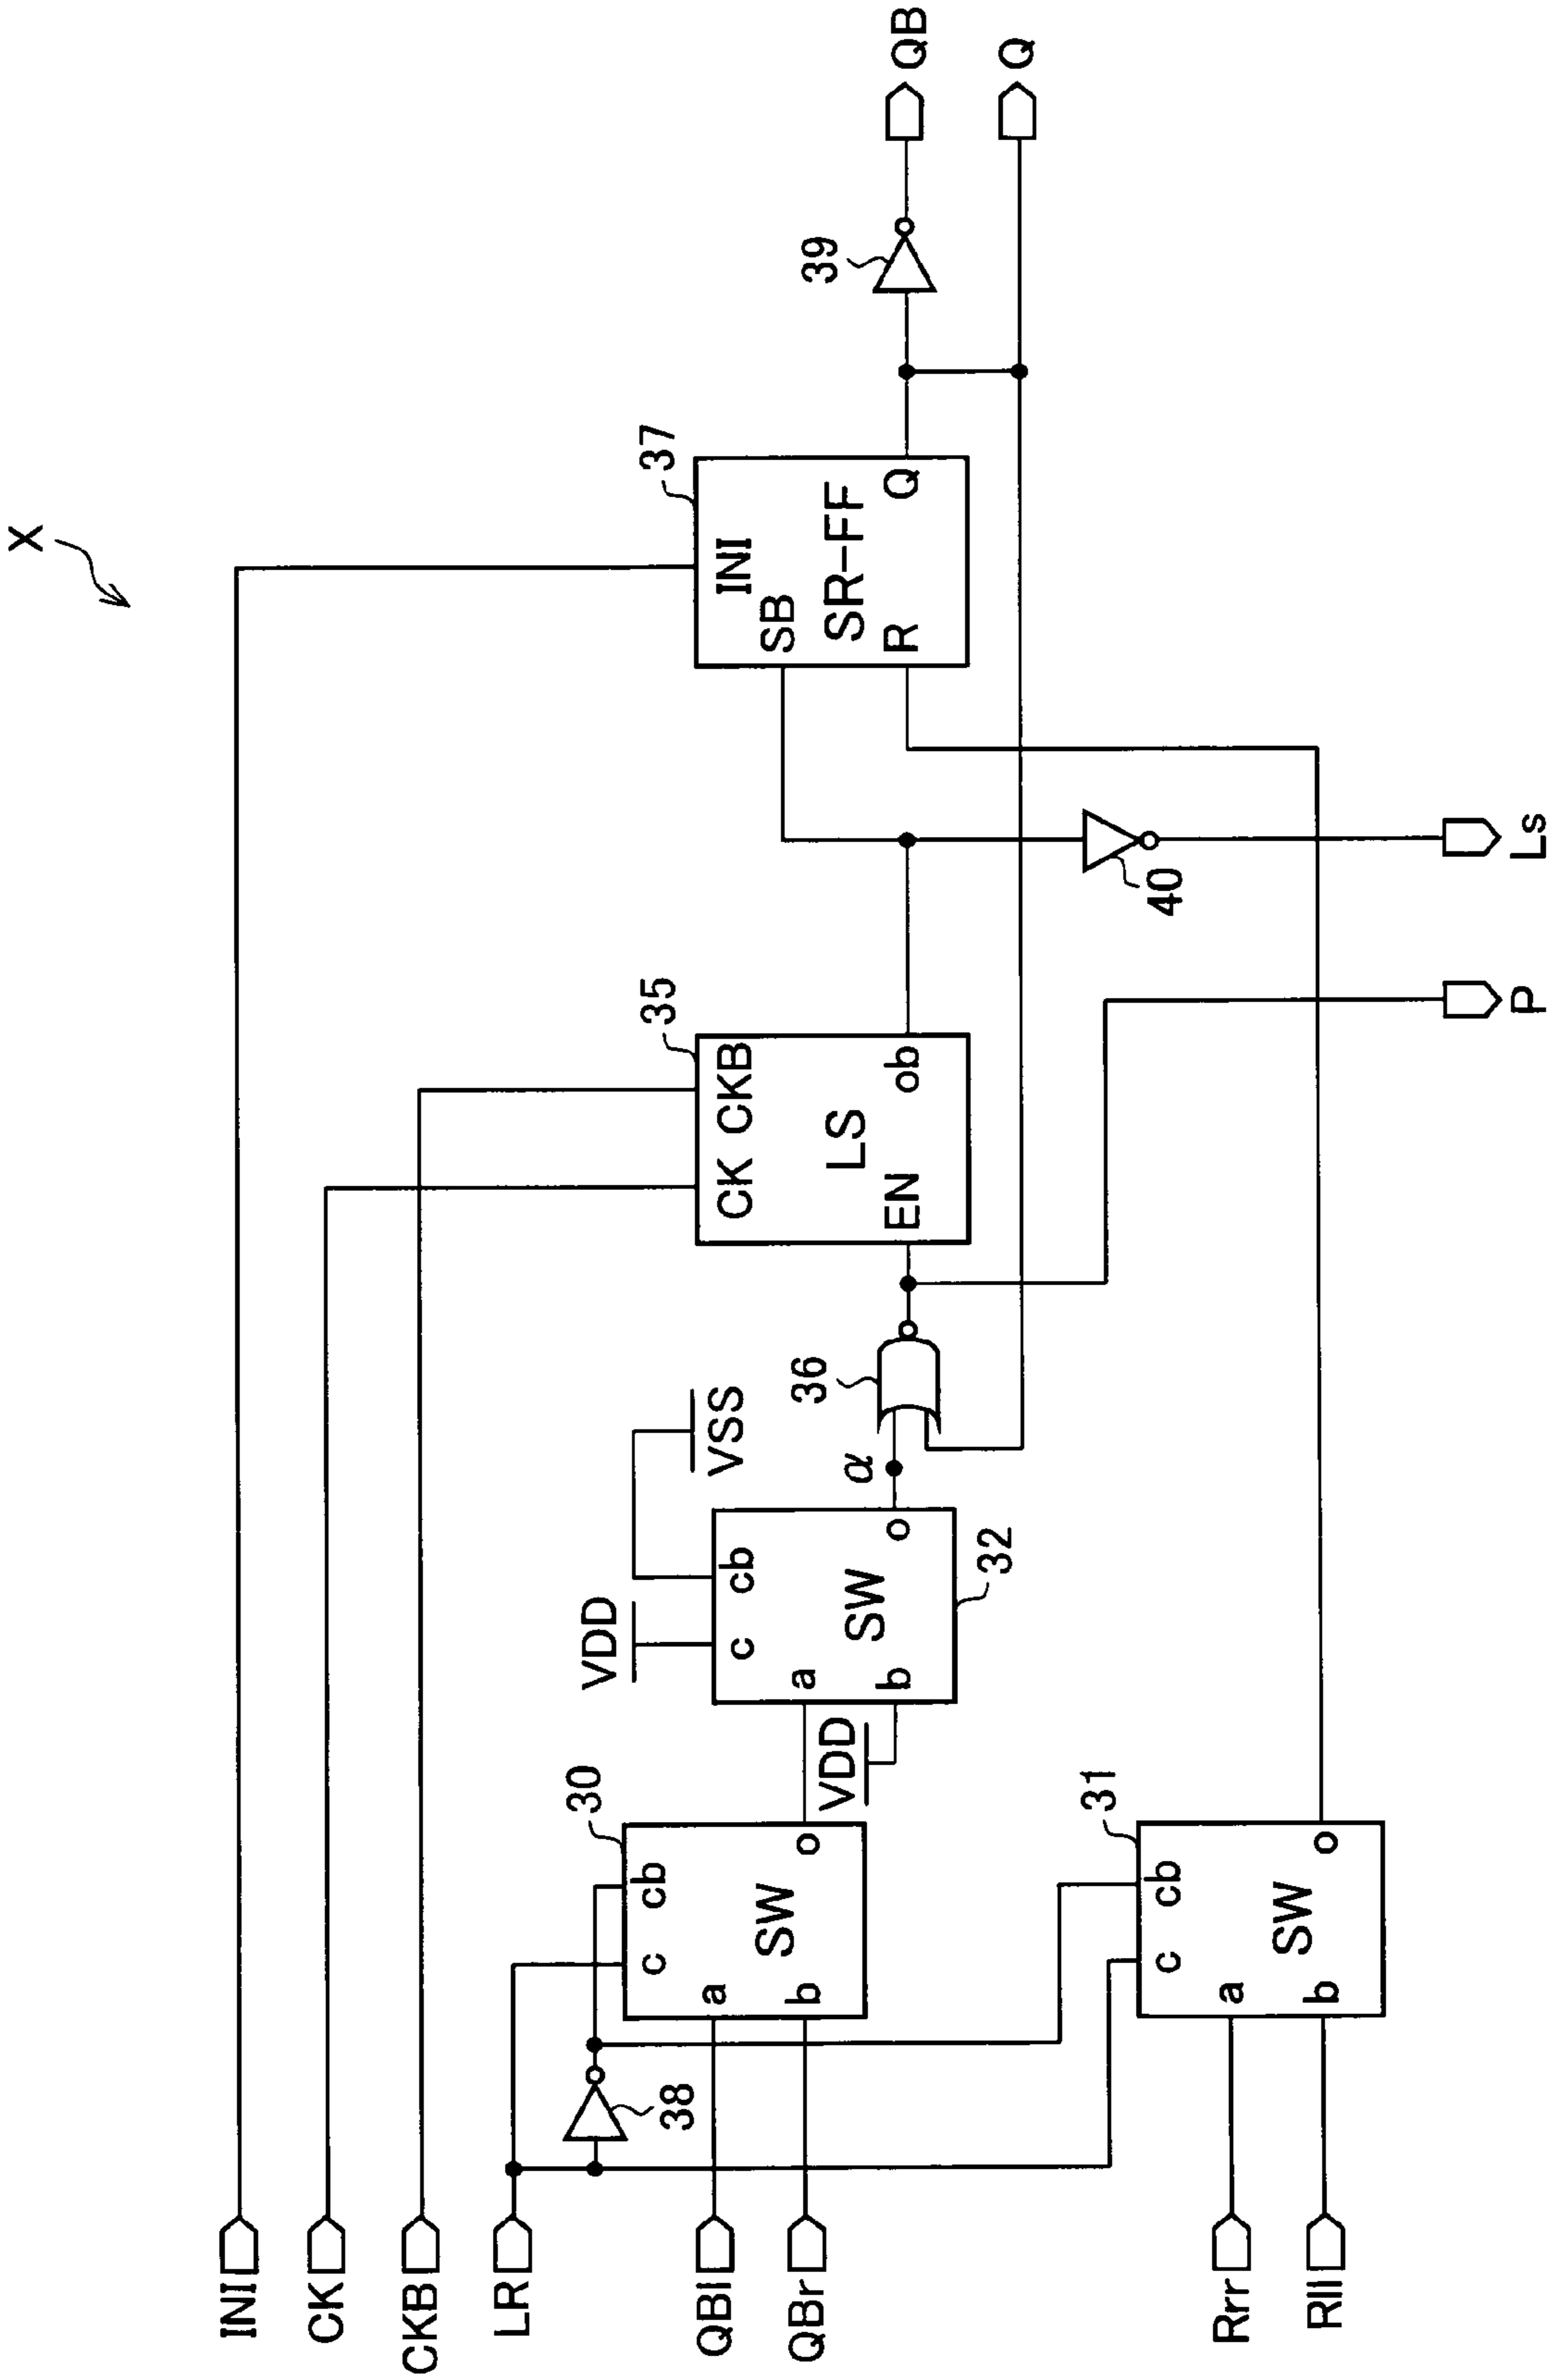 X
INI
CK
CKB
LR
QBl
QBr
Rrr
Rll
38
30
c cb
a
SW
b
o
31
c cb
a
SW
b
o
VDD
VSS
VDD
c cb
a
SW
b
o
32
α
36
35
CK CKB
LS
EN ob
37
INI
SB
SR-FF
R Q
39
40
QB
Q
P
Ls